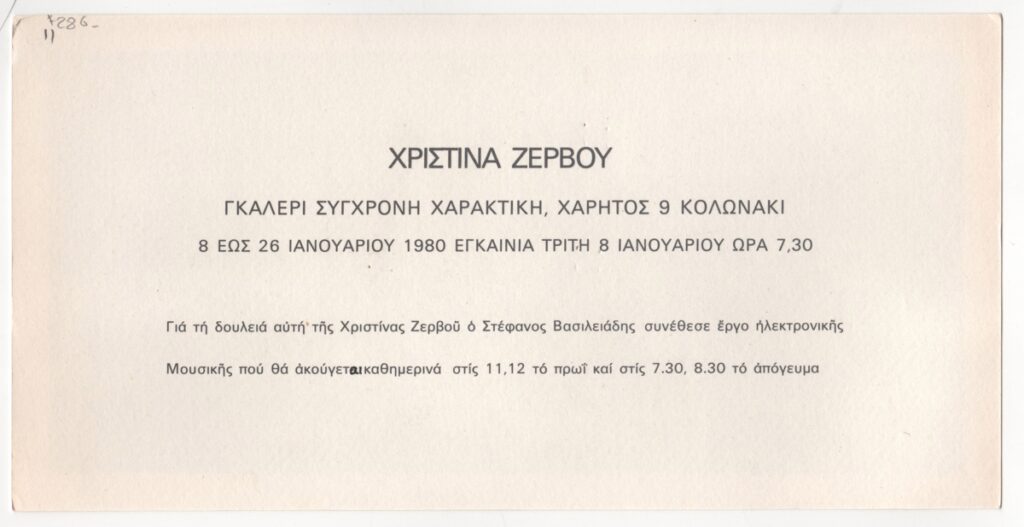 286-
ΧΡΙΣΤΙΝΑ ΖΕΡΒΟΥ
ΓΚΑΛΕΡΙ ΣΥΓΧΡΟΝΗ ΧΑΡΑΚΤΙΚΗ, ΧΑΡΗΤΟΣ 9 ΚΟΛΩΝΑΚΙ
8 ΕΩΣ 26 ΙΑΝΟΥΑΡΙΟΥ 1980 ΕΓΚΑΙΝΙΑ ΤΡΙΤΗ 8 ΙΑΝΟΥΑΡΙΟΥ ΩΡΑ 7,30
Γιά τή δουλειά αὐτή τῆς Χριστίνας Ζερβοῦ ὁ Στέφανος Βασιλειάδης συνέθεσε ἔργο ἠλεκτρονικῆς
Μουσικῆς πού θά ἀκούγεται καθημερινά στίς 11,12 τό πρωΐ καί στίς 7.30, 8.30 τό ἀπόγευμα